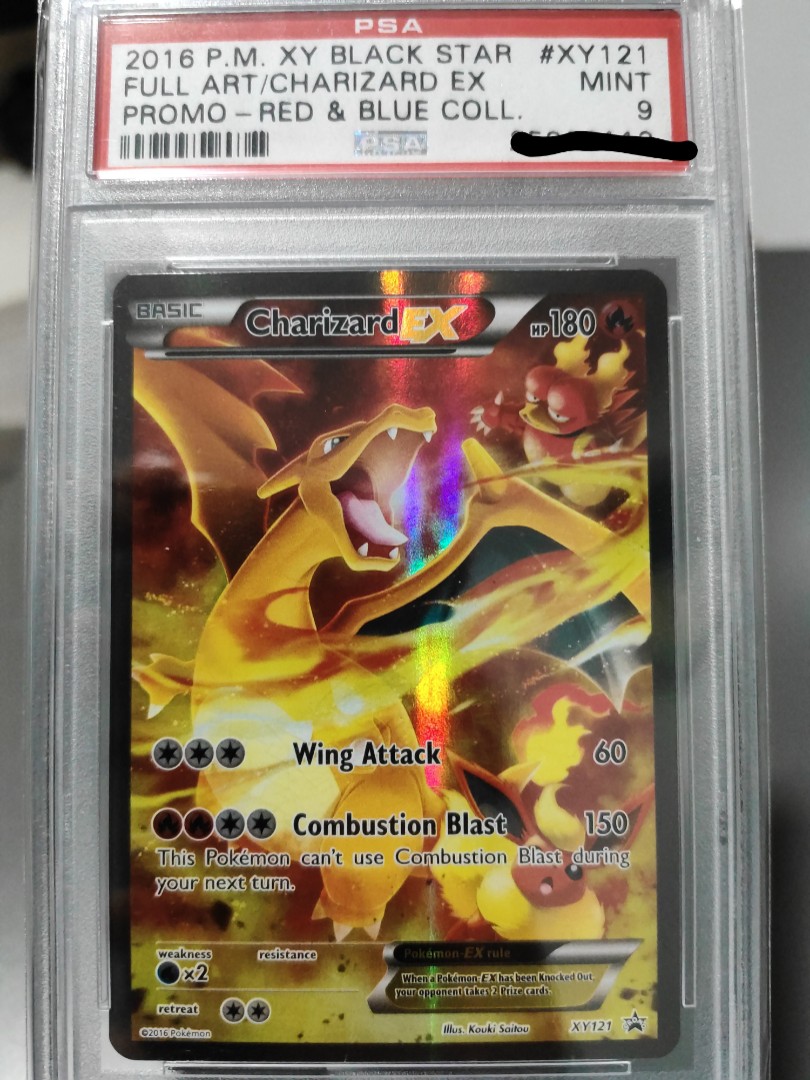 PSA
2016 P.M. XY BLACK STAR #XY121
FULL ART/CHARIZARD EX MINT
PROMO - RED & BLUE COLL. 9
PSA
BASIC Charizard EX HP180
Wing Attack 60
Combustion Blast 150
This Pokémon can't use Combustion Blast during
your next turn.
weakness resistance
×2
Pokémon-EX rule
When a Pokémon-EX has been Knocked Out,
your opponent takes 2 Prize cards.
retreat
©2016 Pokémon Illus. Kouki Saitou XY121